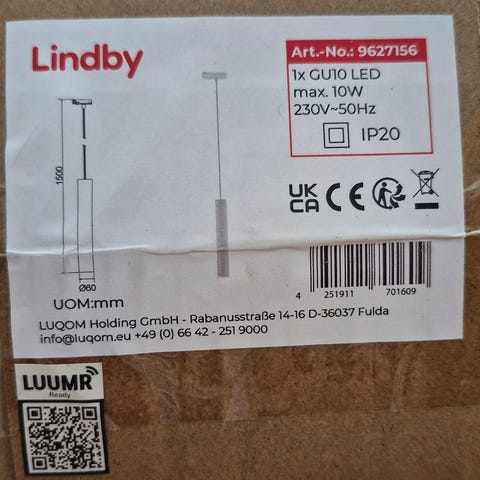 Lindby
Art.-No.: 9627156
1x GU10 LED
max. 10W
230V~50Hz
IP20
1500
UK
CA CE
Ø60
UOM:mm
4 251911 701609
LUQOM Holding GmbH - Rabanusstraße 14-16 D-36037 Fulda
info@luqom.eu +49 (0) 66 42 - 251 9000
LUUMR
Ready